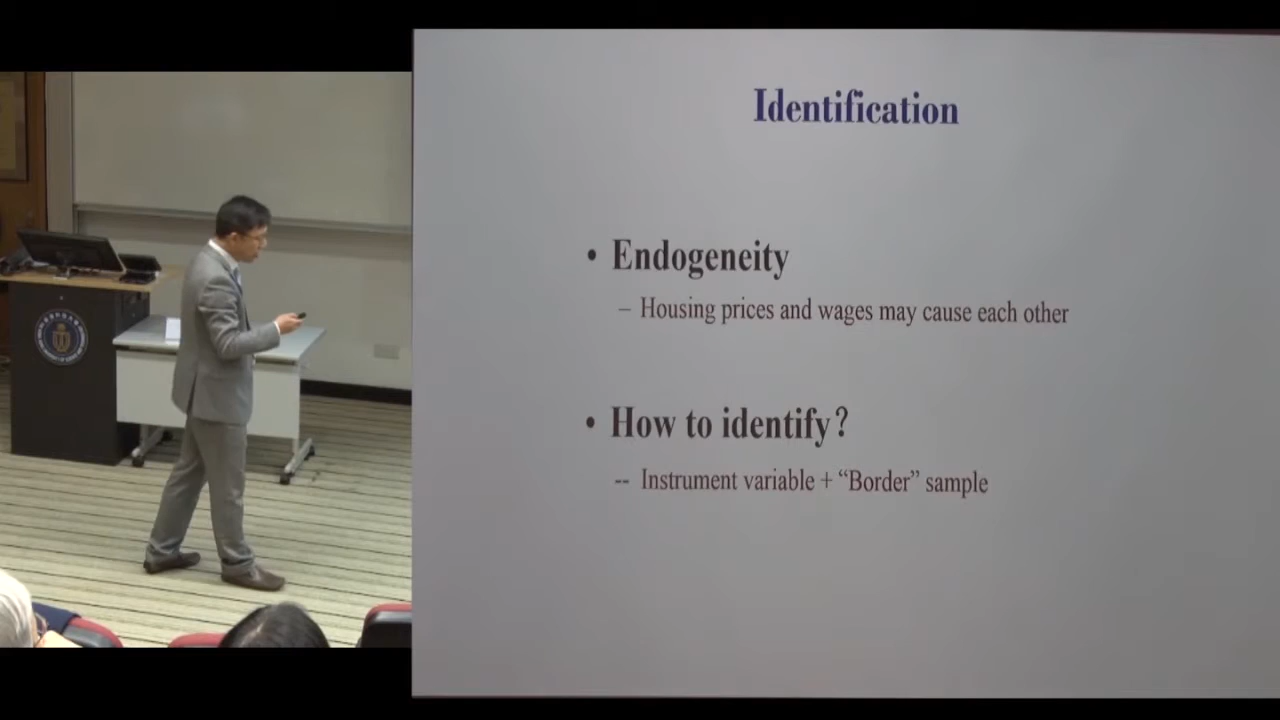 Identification
• Endogeneity
– Housing prices and wages may cause each other
• How to identify?
-- Instrument variable + “Border” sample